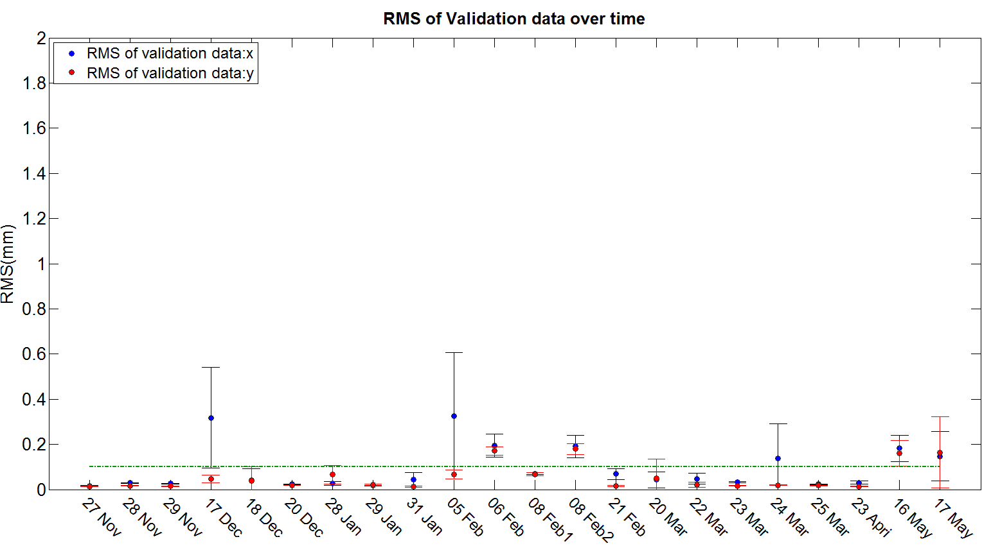 RMS of Validation data over time
RMS of validation data:x
RMS of validation data:y
RMS(mm)
2
1.8
1.6
1.4
1.2
1
0.8
0.6
0.4
0.2
0
27 Nov
28 Nov
29 Nov
17 Dec
18 Dec
20 Dec
28 Jan
29 Jan
31 Jan
05 Feb
06 Feb
08 Feb1
08 Feb2
21 Feb
20 Mar
22 Mar
23 Mar
24 Mar
25 Mar
23 Apri
16 May
17 May